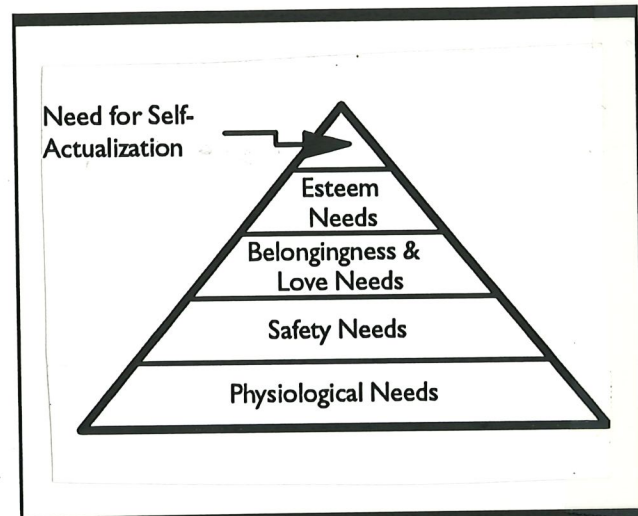 Need for Self-
Actualization
Esteem
Needs
Belongingness &
Love Needs
Safety Needs
Physiological Needs